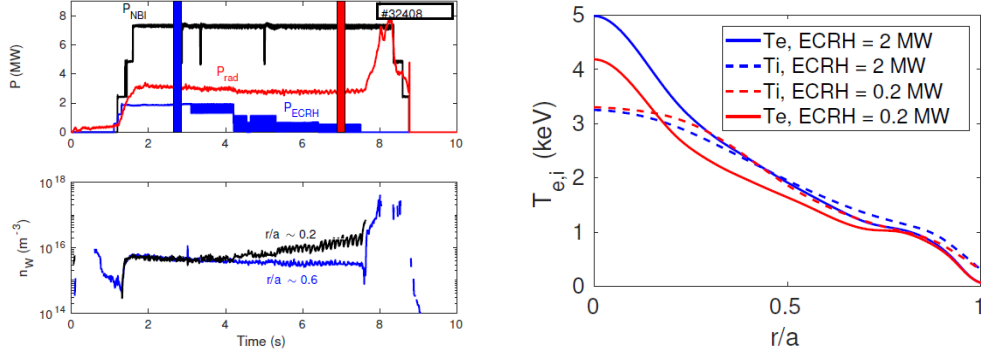 #32408
P_NBI
P_rad
P_ECRH
P (MW)
8
6
4
2
0
0 2 4 6 8 10
10^18
10^16
10^14
n_W (m^-3)
r/a ~ 0.2
r/a ~ 0.6
0 2 4 6 8 10
Time (s)
T_e,i (keV)
5
4
3
2
1
0
Te, ECRH = 2 MW
Ti, ECRH = 2 MW
Ti, ECRH = 0.2 MW
Te, ECRH = 0.2 MW
0 0.5 1
r/a